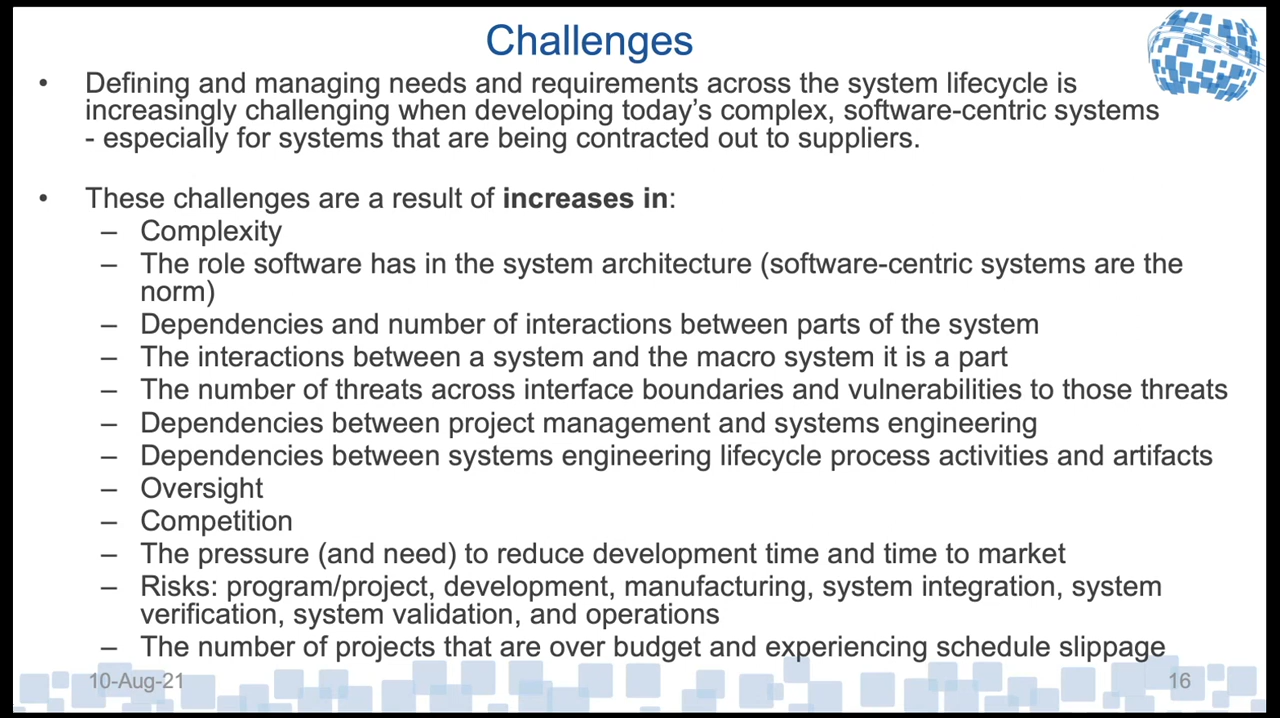 Challenges
• Defining and managing needs and requirements across the system lifecycle is
increasingly challenging when developing today's complex, software-centric systems
- especially for systems that are being contracted out to suppliers.
• These challenges are a result of increases in:
– Complexity
– The role software has in the system architecture (software-centric systems are the
norm)
– Dependencies and number of interactions between parts of the system
– The interactions between a system and the macro system it is a part
– The number of threats across interface boundaries and vulnerabilities to those threats
– Dependencies between project management and systems engineering
– Dependencies between systems engineering lifecycle process activities and artifacts
– Oversight
– Competition
– The pressure (and need) to reduce development time and time to market
– Risks: program/project, development, manufacturing, system integration, system
verification, system validation, and operations
– The number of projects that are over budget and experiencing schedule slippage
10-Aug-21
16